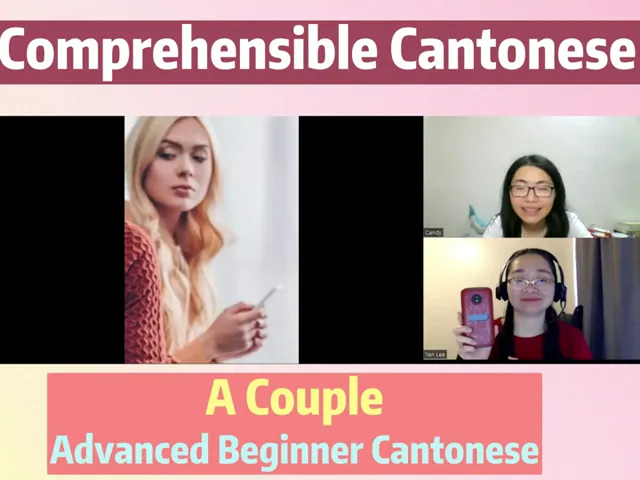 Comprehensible Cantonese
Candy
Yan Lee
A Couple
Advanced Beginner Cantonese